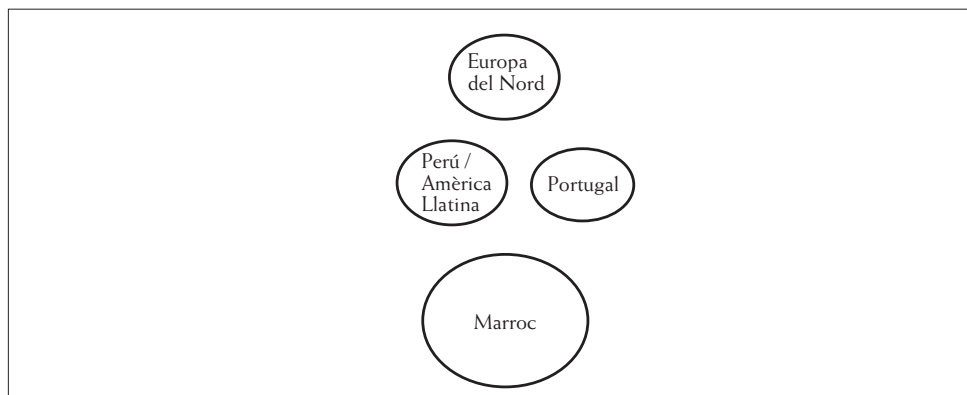 Europa
del Nord
Perú /
Amèrica
Llatina
Portugal
Marroc